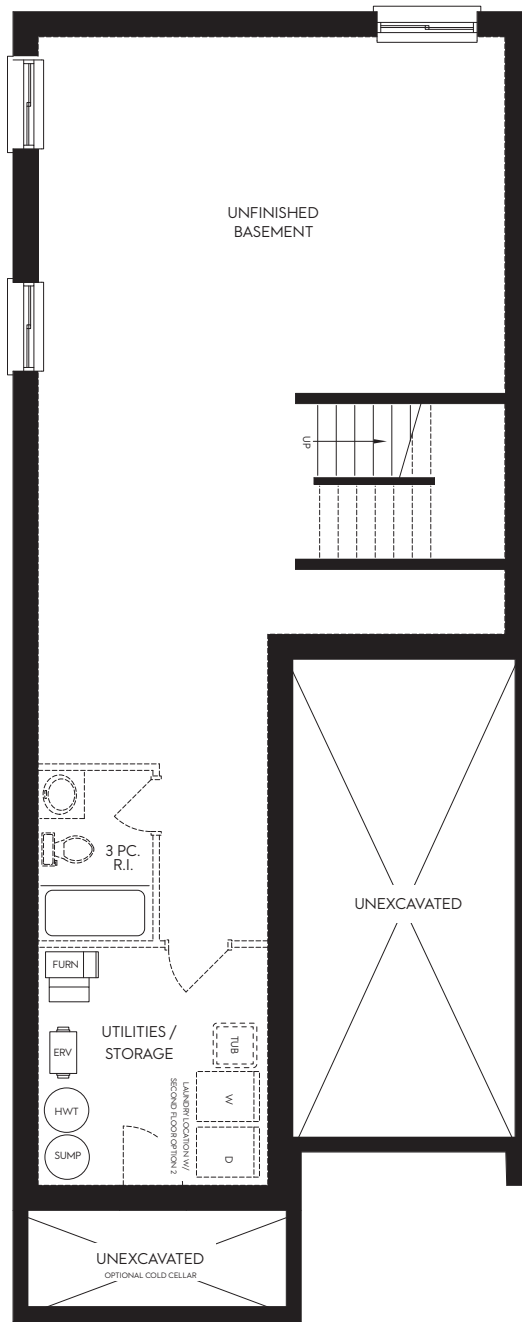 UNFINISHED
BASEMENT
UP
3 PC.
R.I.
UNEXCAVATED
FURN
UTILITIES /
STORAGE
TUB
ERV
LAUNDRY LOCATION W/
SECOND FLOOR OPTION 2
W
HWT
D
SUMP
UNEXCAVATED
OPTIONAL COLD CELLAR